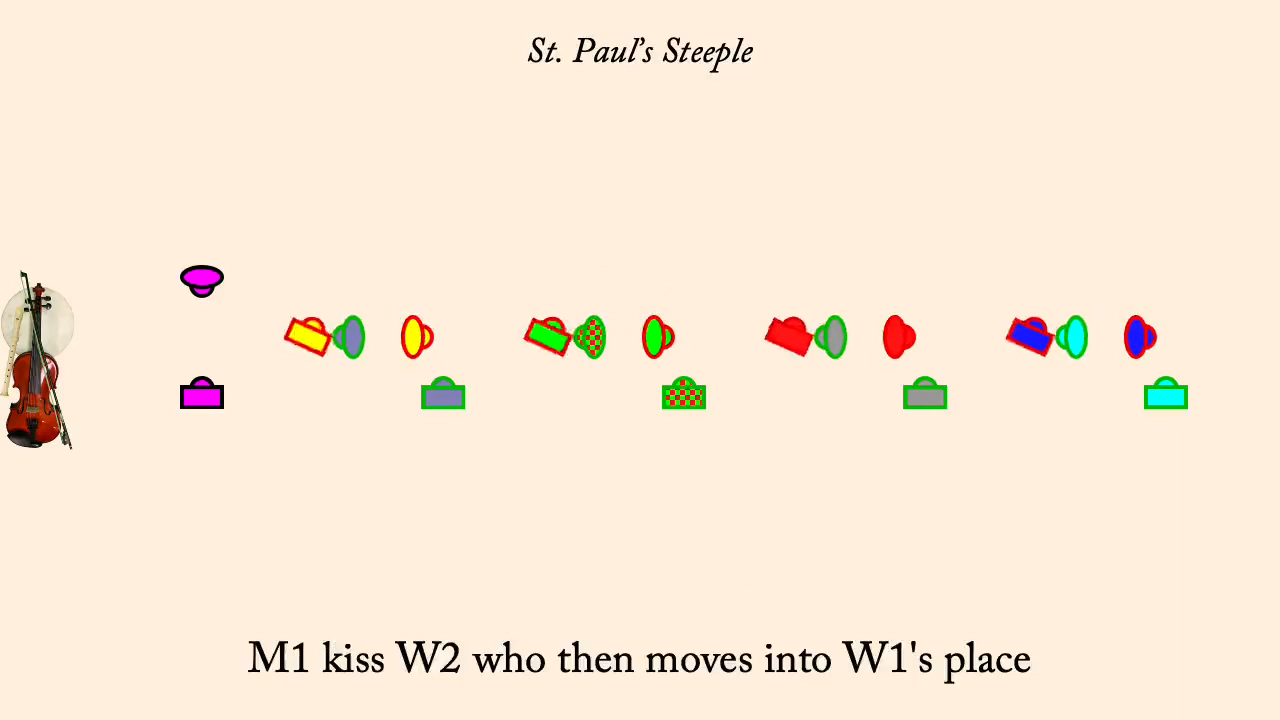 St. Paul’s Steeple
M1 kiss W2 who then moves into W1's place